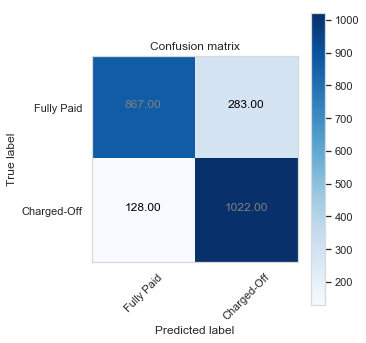 Confusion matrix
True label
Fully Paid
867.00 283.00
Charged-Off
128.00 1022.00
Fully Paid Charged-Off
Predicted label
1000
900
800
700
600
500
400
300
200